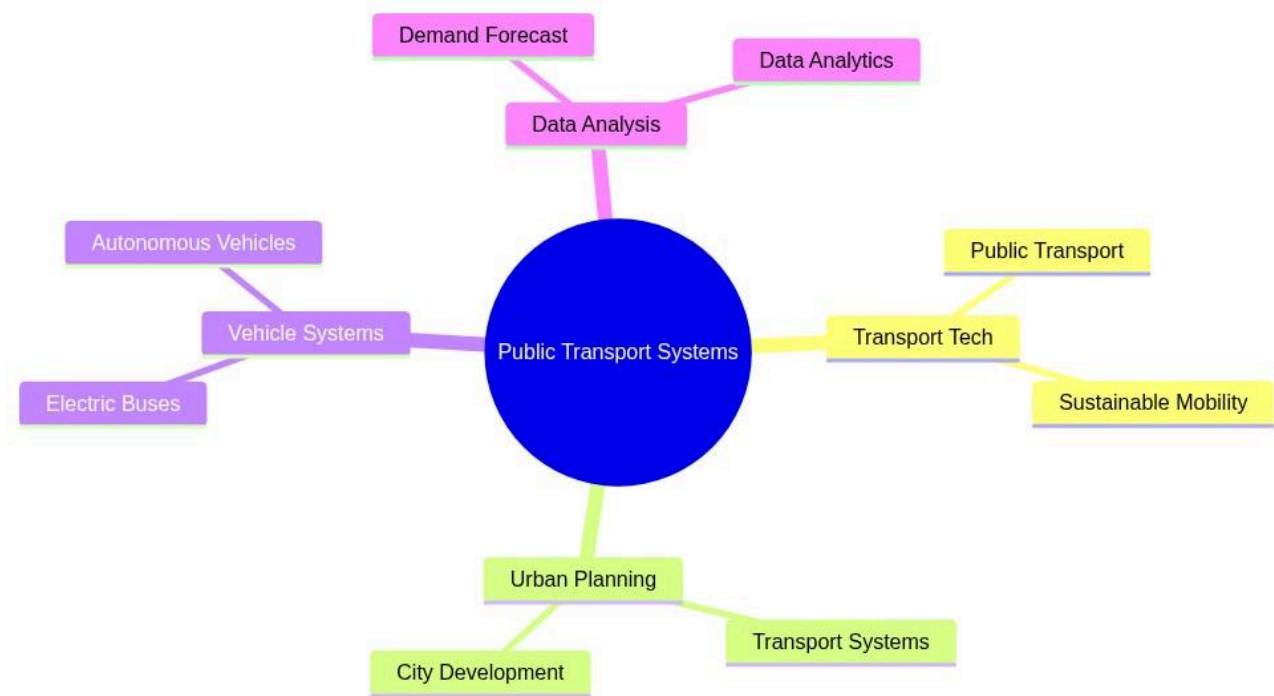 Demand Forecast
Data Analytics
Data Analysis
Autonomous Vehicles
Public Transport
Vehicle Systems
Transport Tech
Public Transport Systems
Electric Buses
Sustainable Mobility
Urban Planning
Transport Systems
City Development